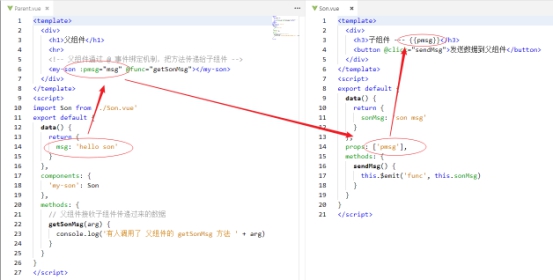 Parent.vue
1 <template>
2 <div>
3 <h1>父组件</h1>
4 <hr>
5 <!-- 父组件通过 @ 事件绑定机制，把方法传递给子组件 -->
6 <my-son :pmsg="msg" @func="getSonMsg"></my-son>
7 </div>
8 </template>
9 <script>
10 import Son from './Son.vue'
11 export default {
12 data() {
13 return {
14 msg: 'hello son'
15 }
16 },
17 components: {
18 'my-son': Son
19 },
20 methods: {
21 // 父组件接收子组件传递过来的数据
22 getSonMsg(arg) {
23 console.log('有人调用了 父组件的 getSonMsg 方法 ' + arg)
24 }
25 }
26 }
27 </script>
Son.vue
1 <template>
2 <div>
3 <h3>子组件 --- {{pmsg}}</h3>
4 <button @click="sendMsg">发送数据到父组件</button>
5 </div>
6 </template>
7 <script>
8 export default {
9 data() {
10 return {
11 sonMsg: 'son msg'
12 }
13 },
14 props: ['pmsg'],
15 methods: {
16 sendMsg() {
17 this.$emit('func', this.sonMsg)
18 }
19 }
20 }
21 </script>